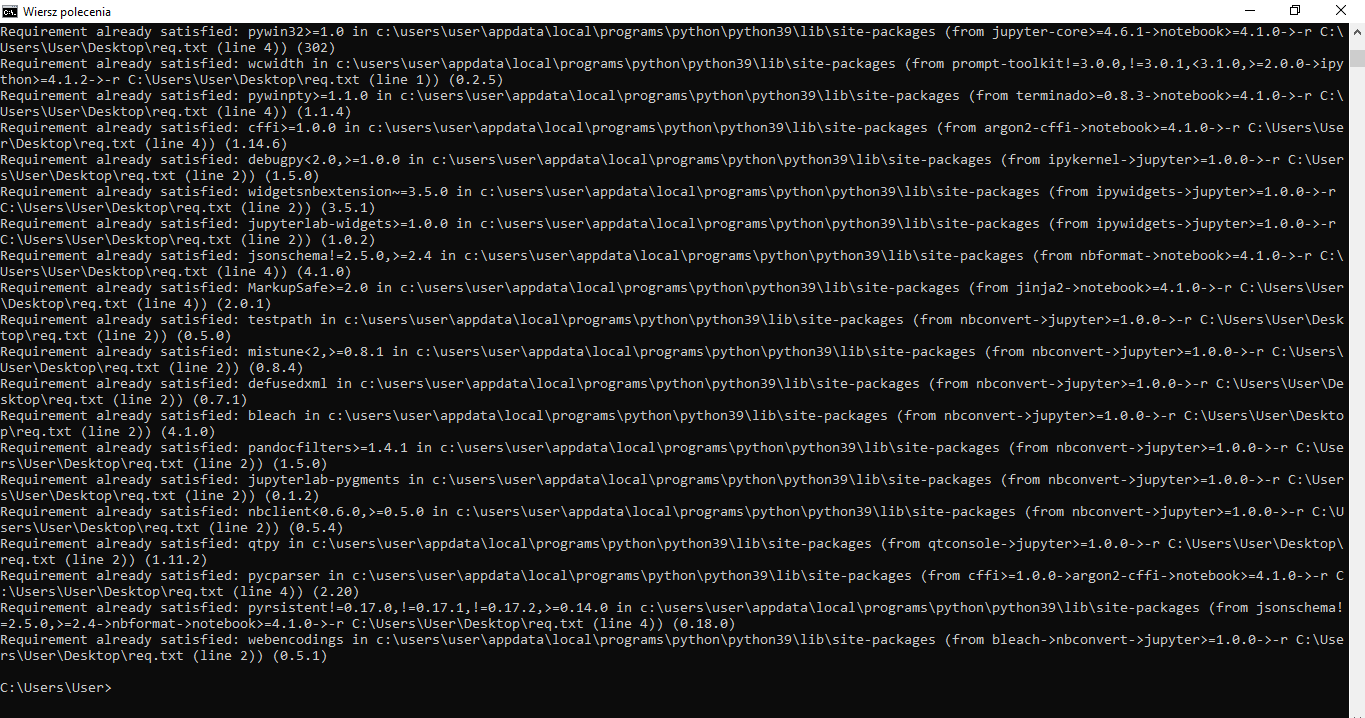 Wiersz polecenia
Requirement already satisfied: pywin32>=1.0 in c:\users\user\appdata\local\programs\python\python39\lib\site-packages (from jupyter-core>=4.6.1->notebook>=4.1.0->-r C:\
Users\User\Desktop\req.txt (line 4)) (302)
Requirement already satisfied: wcwidth in c:\users\user\appdata\local\programs\python\python39\lib\site-packages (from prompt-toolkit!=3.0.0,!=3.0.1,<3.1.0,>=2.0.0->ipy
thon>=4.1.2->-r C:\Users\User\Desktop\req.txt (line 1)) (0.2.5)
Requirement already satisfied: pywinpty>=1.1.0 in c:\users\user\appdata\local\programs\python\python39\lib\site-packages (from terminado>=0.8.3->notebook>=4.1.0->-r C:\
Users\User\Desktop\req.txt (line 4)) (1.1.4)
Requirement already satisfied: cffi>=1.0.0 in c:\users\user\appdata\local\programs\python\python39\lib\site-packages (from argon2-cffi->notebook>=4.1.0->-r C:\Users\Use
r\Desktop\req.txt (line 4)) (1.14.6)
Requirement already satisfied: debugpy<2.0,>=1.0.0 in c:\users\user\appdata\local\programs\python\python39\lib\site-packages (from ipykernel->jupyter>=1.0.0->-r C:\User
s\User\Desktop\req.txt (line 2)) (1.5.0)
Requirement already satisfied: widgetsnbextension~=3.5.0 in c:\users\user\appdata\local\programs\python\python39\lib\site-packages (from ipywidgets->jupyter>=1.0.0->-r 
C:\Users\User\Desktop\req.txt (line 2)) (3.5.1)
Requirement already satisfied: jupyterlab-widgets>=1.0.0 in c:\users\user\appdata\local\programs\python\python39\lib\site-packages (from ipywidgets->jupyter>=1.0.0->-r 
C:\Users\User\Desktop\req.txt (line 2)) (1.0.2)
Requirement already satisfied: jsonschema!=2.5.0,>=2.4 in c:\users\user\appdata\local\programs\python\python39\lib\site-packages (from nbformat->notebook>=4.1.0->-r C:\
Users\User\Desktop\req.txt (line 4)) (4.1.0)
Requirement already satisfied: MarkupSafe>=2.0 in c:\users\user\appdata\local\programs\python\python39\lib\site-packages (from jinja2->notebook>=4.1.0->-r C:\Users\User
\Desktop\req.txt (line 4)) (2.0.1)
Requirement already satisfied: testpath in c:\users\user\appdata\local\programs\python\python39\lib\site-packages (from nbconvert->jupyter>=1.0.0->-r C:\Users\User\Desk
top\req.txt (line 2)) (0.5.0)
Requirement already satisfied: mistune<2,>=0.8.1 in c:\users\user\appdata\local\programs\python\python39\lib\site-packages (from nbconvert->jupyter>=1.0.0->-r C:\Users\
User\Desktop\req.txt (line 2)) (0.8.4)
Requirement already satisfied: defusedxml in c:\users\user\appdata\local\programs\python\python39\lib\site-packages (from nbconvert->jupyter>=1.0.0->-r C:\Users\User\De
sktop\req.txt (line 2)) (0.7.1)
Requirement already satisfied: bleach in c:\users\user\appdata\local\programs\python\python39\lib\site-packages (from nbconvert->jupyter>=1.0.0->-r C:\Users\User\Deskto
p\req.txt (line 2)) (4.1.0)
Requirement already satisfied: pandocfilters>=1.4.1 in c:\users\user\appdata\local\programs\python\python39\lib\site-packages (from nbconvert->jupyter>=1.0.0->-r C:\Use
rs\User\Desktop\req.txt (line 2)) (1.5.0)
Requirement already satisfied: jupyterlab-pygments in c:\users\user\appdata\local\programs\python\python39\lib\site-packages (from nbconvert->jupyter>=1.0.0->-r C:\User
s\User\Desktop\req.txt (line 2)) (0.1.2)
Requirement already satisfied: nbclient<0.6.0,>=0.5.0 in c:\users\user\appdata\local\programs\python\python39\lib\site-packages (from nbconvert->jupyter>=1.0.0->-r C:\U
sers\User\Desktop\req.txt (line 2)) (0.5.4)
Requirement already satisfied: qtpy in c:\users\user\appdata\local\programs\python\python39\lib\site-packages (from qtconsole->jupyter>=1.0.0->-r C:\Users\User\Desktop\
req.txt (line 2)) (1.11.2)
Requirement already satisfied: pycparser in c:\users\user\appdata\local\programs\python\python39\lib\site-packages (from cffi>=1.0.0->argon2-cffi->notebook>=4.1.0->-r C
:\Users\User\Desktop\req.txt (line 4)) (2.20)
Requirement already satisfied: pyrsistent!=0.17.0,!=0.17.1,!=0.17.2,>=0.14.0 in c:\users\user\appdata\local\programs\python\python39\lib\site-packages (from jsonschema!
=2.5.0,>=2.4->nbformat->notebook>=4.1.0->-r C:\Users\User\Desktop\req.txt (line 4)) (0.18.0)
Requirement already satisfied: webencodings in c:\users\user\appdata\local\programs\python\python39\lib\site-packages (from bleach->nbconvert->jupyter>=1.0.0->-r C:\Use
rs\User\Desktop\req.txt (line 2)) (0.5.1)
C:\Users\User>